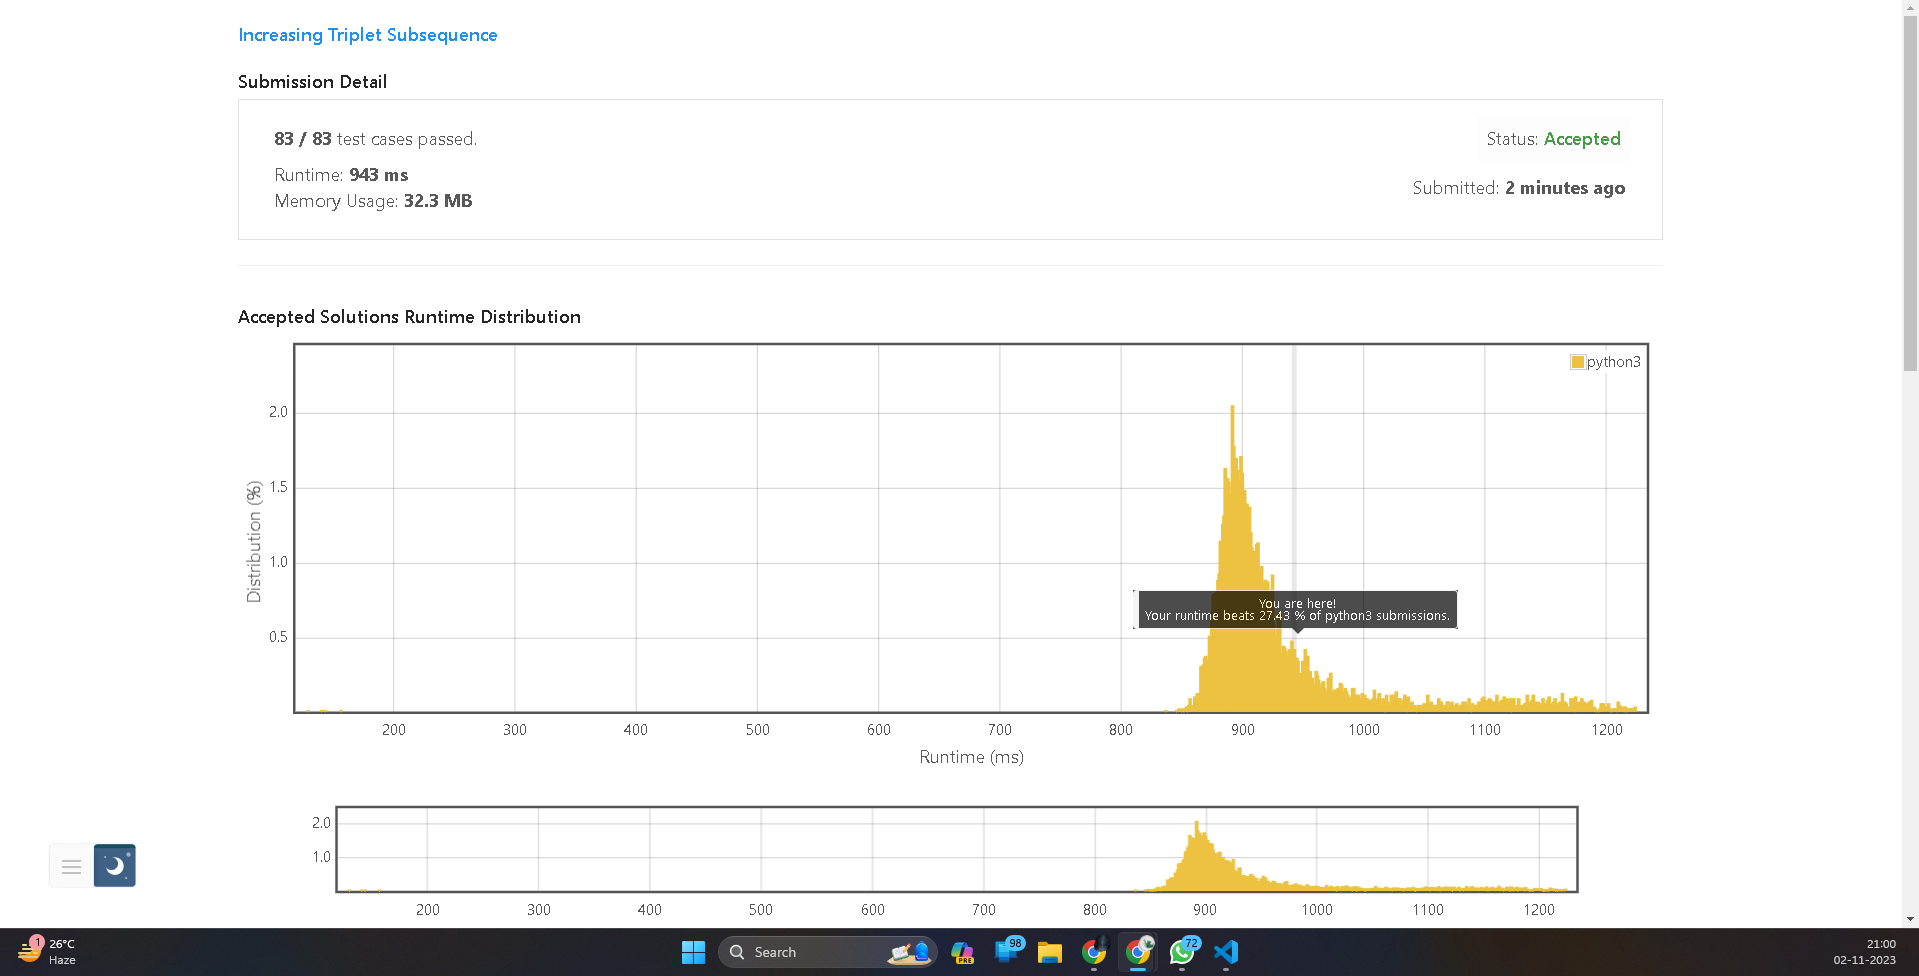 Increasing Triplet Subsequence
Submission Detail
83 / 83 test cases passed.
Status: Accepted
Runtime: 943 ms
Submitted: 2 minutes ago
Memory Usage: 32.3 MB
Accepted Solutions Runtime Distribution
python3
2.0
1.5
1.0
0.5
Distribution (%)
You are here!
Your runtime beats 27.43 % of python3 submissions.
200 300 400 500 600 700 800 900 1000 1100 1200
Runtime (ms)
2.0
1.0
200 300 400 500 600 700 800 900 1000 1100 1200
1
26°C
Haze
Search
PRE
98
72
21:00
02-11-2023